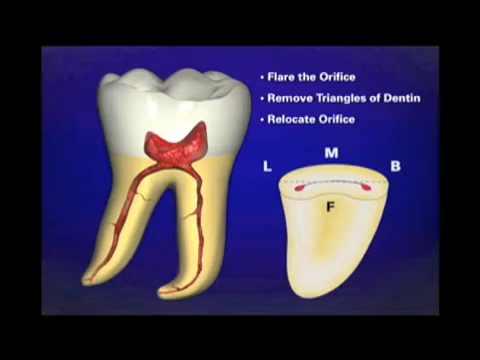 • Flare the Orifice
• Remove Triangles of Dentin
• Relocate Orifice
M
L B
F